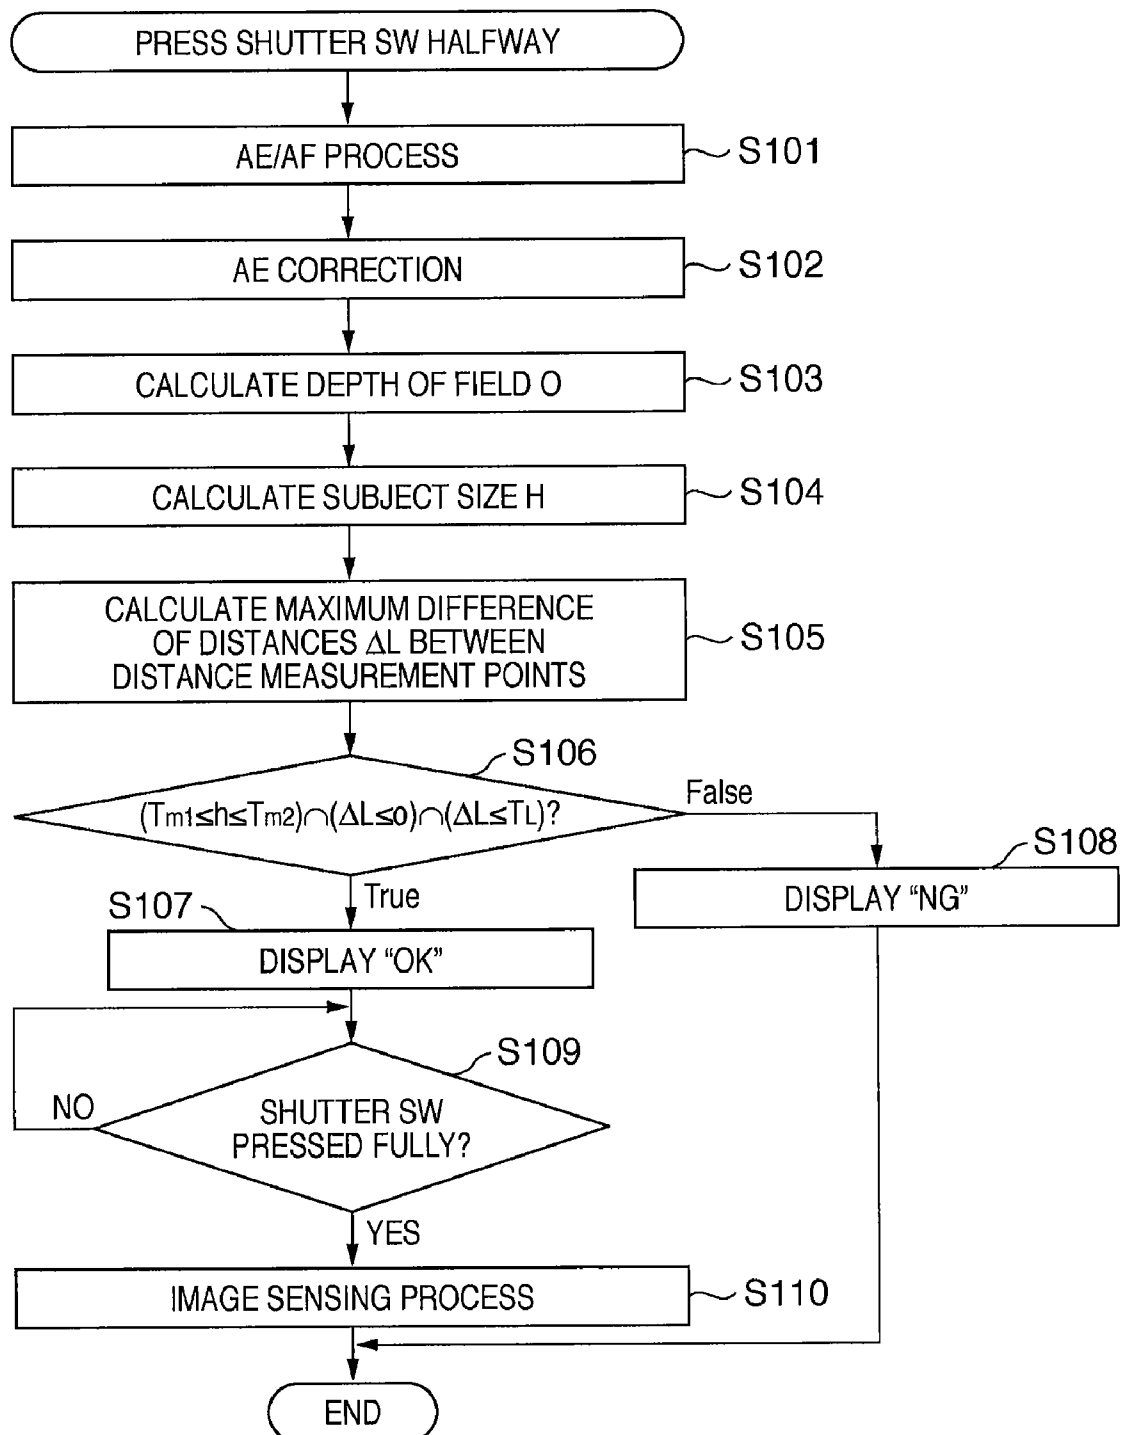 PRESS SHUTTER SW HALFWAY
AE/AF PROCESS
S101
AE CORRECTION
S102
CALCULATE DEPTH OF FIELD O
S103
CALCULATE SUBJECT SIZE H
S104
CALCULATE MAXIMUM DIFFERENCE
OF DISTANCES ΔL BETWEEN
DISTANCE MEASUREMENT POINTS
S105
S106
(Tm1≤h≤Tm2)∩(ΔL≤o)∩(ΔL≤TL)?
False
True
S108
DISPLAY “NG”
S107
DISPLAY “OK”
S109
SHUTTER SW
PRESSED FULLY?
NO
YES
IMAGE SENSING PROCESS
S110
END